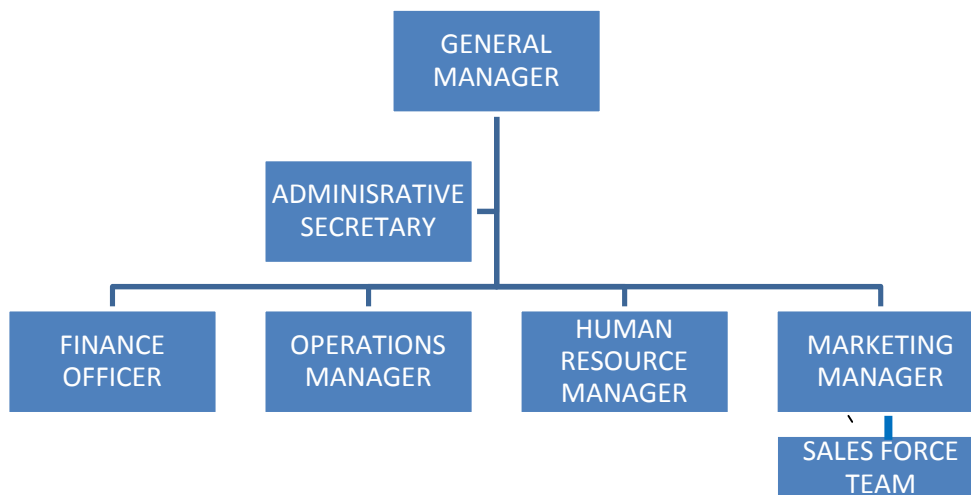 GENERAL
MANAGER
ADMINISRATIVE
SECRETARY
FINANCE
OFFICER
OPERATIONS
MANAGER
HUMAN
RESOURCE
MANAGER
MARKETING
MANAGER
SALES FORCE
TEAM